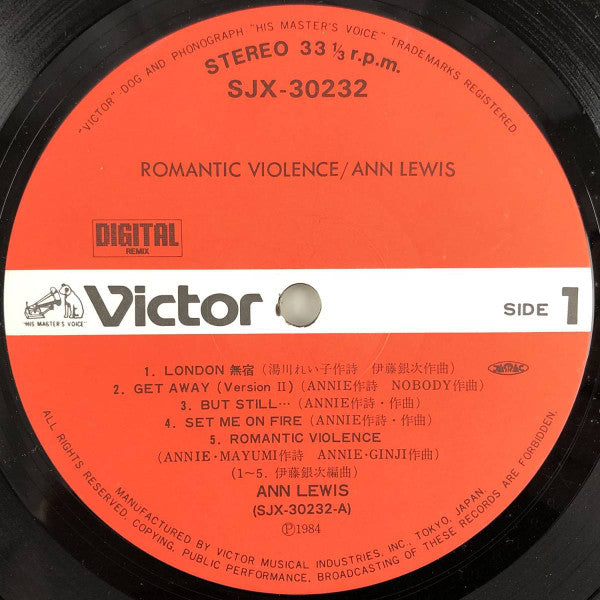 "VICTOR" DOG AND PHONOGRAPH "HIS MASTER'S VOICE" TRADEMARKS REGISTERED
STEREO 33 1/3 r.p.m.
SJX-30232
ROMANTIC VIOLENCE/ANN LEWIS
DIGITAL
REMIX
"HIS MASTER'S VOICE"
Victor
SIDE 1
1. LONDON 無宿(湯川れい子作詩 伊藤銀次作曲)
JASRAC
2. GET AWAY (Version II)(ANNIE作詩 NOBODY作曲)
3. BUT STILL…(ANNIE作詩・作曲)
4. SET ME ON FIRE(ANNIE作詩・作曲)
5. ROMANTIC VIOLENCE
(ANNIE・MAYUMI作詩 ANNIE・GINJI作曲)
(1〜5. 伊藤銀次編曲)
ANN LEWIS
(SJX-30232-A)
Ⓟ1984
ALL RIGHTS RESERVED. COPYING, PUBLIC PERFORMANCE, BROADCASTING OF THESE RECORDS ARE FORBIDDEN.
MANUFACTURED BY VICTOR MUSICAL INDUSTRIES, INC. TOKYO, JAPAN